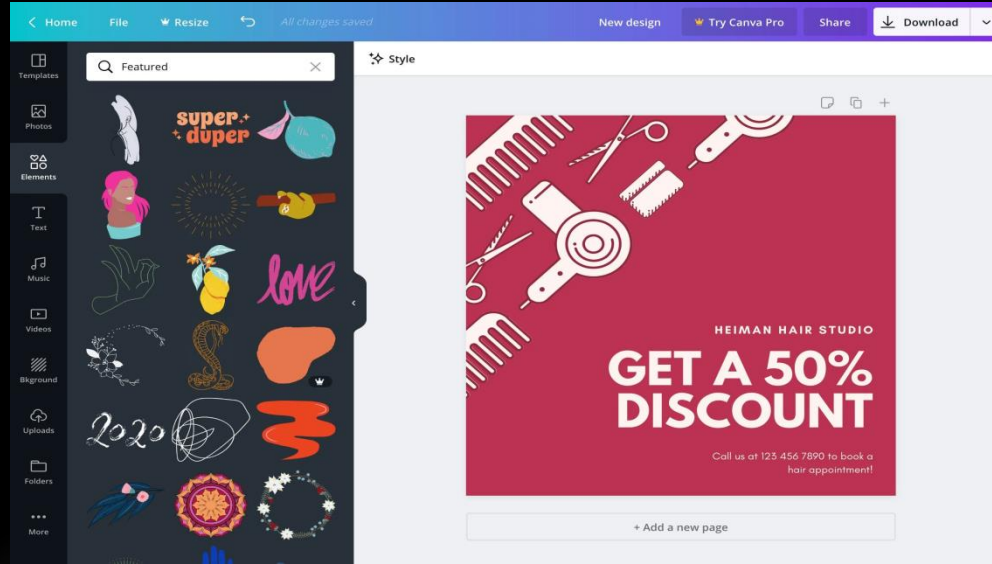 Home File Resize All changes saved New design Try Canva Pro Share Download
Templates
Photos
Elements
Text
Music
Videos
Bkground
Uploads
Folders
More
Featured
super
duper
love
2020
Style
HEIMAN HAIR STUDIO
GET A 50%
DISCOUNT
Call us at 123 456 7890 to book a
hair appointment!
+ Add a new page